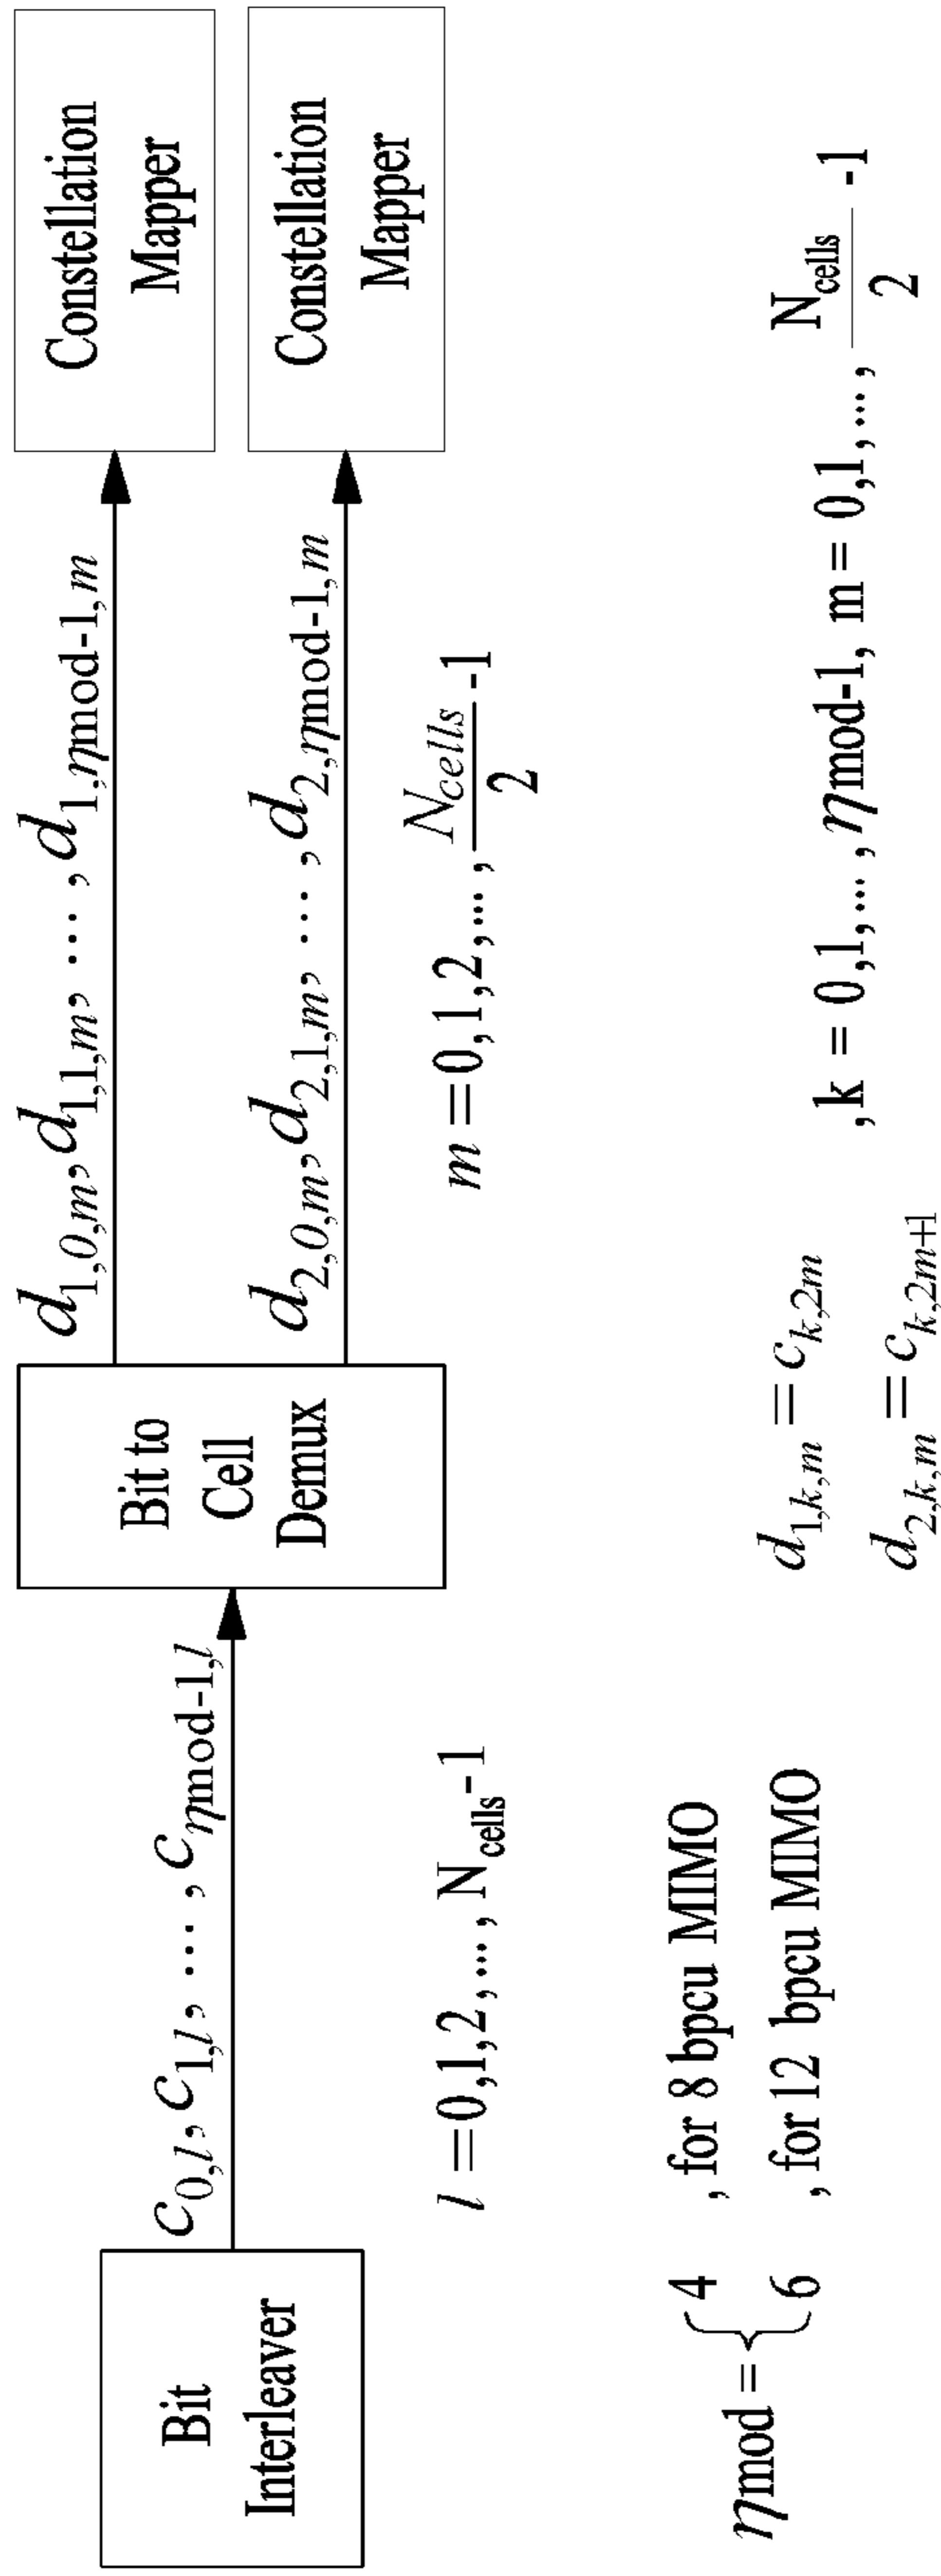 Bit
Interleaver
c0,l, c1,l, ..., cηmod-1,l
l = 0,1,2,..., Ncells-1
Bit to
Cell
Demux
d1,0,m, d1,1,m, ..., d1,ηmod-1,m
d2,0,m, d2,1,m, ..., d2,ηmod-1,m
m = 0,1,2,..., Ncells/2 -1
Constellation
Mapper
Constellation
Mapper
ηmod = { 4 , for 8 bpcu MIMO
6 , for 12 bpcu MIMO
d1,k,m = ck,2m
d2,k,m = ck,2m+1
,k = 0,1,..., ηmod-1, m = 0,1,..., Ncells/2 -1